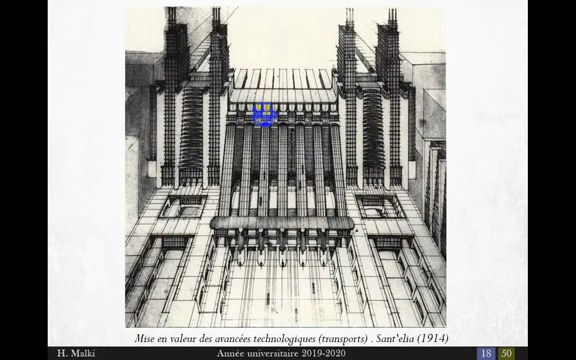 Mise en valeur des avancées technologiques (transports) . Sant'elia (1914)
H. Malki
Année universitaire 2019-2020
18 50